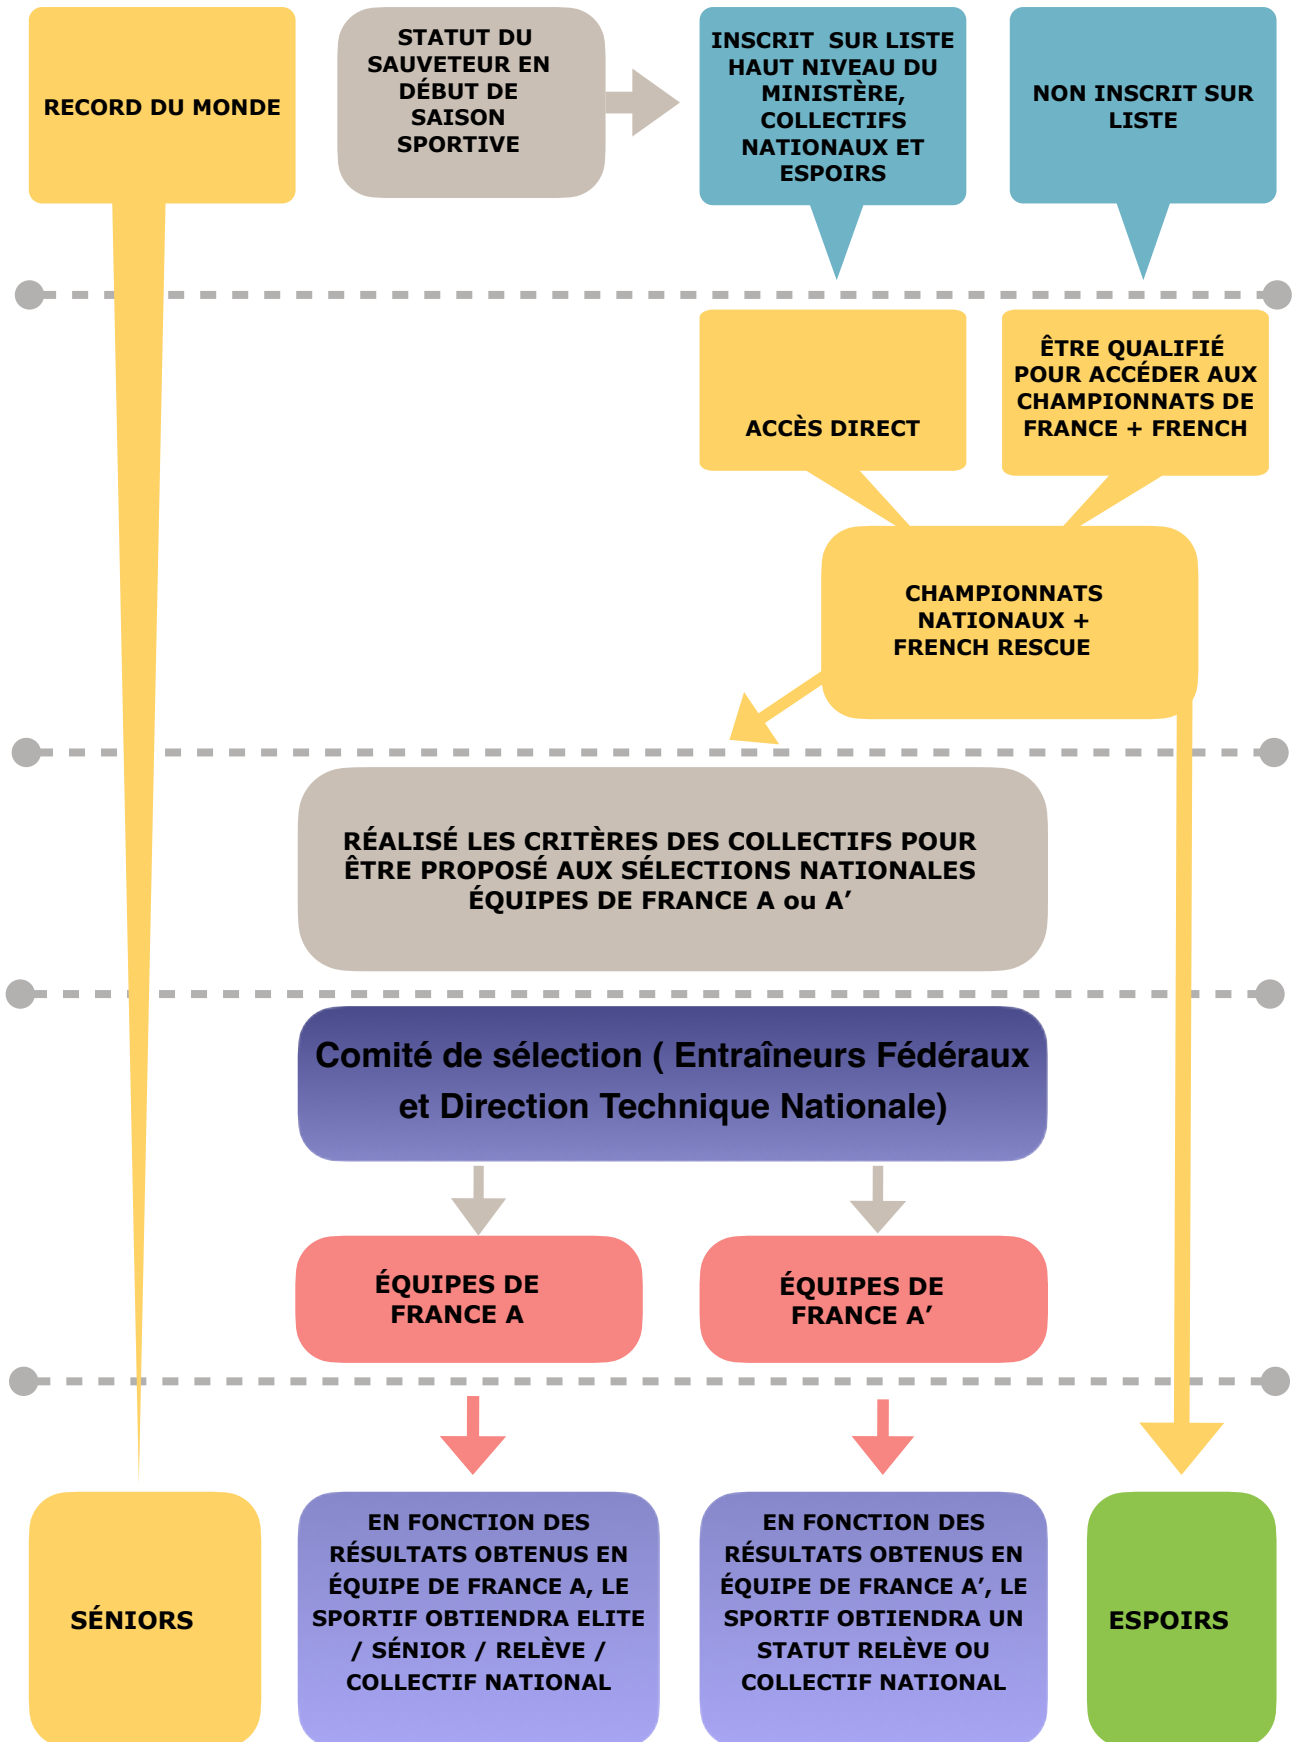 RECORD DU MONDE
STATUT DU
SAUVETEUR EN
DÉBUT DE
SAISON
SPORTIVE
INSCRIT SUR LISTE
HAUT NIVEAU DU
MINISTÈRE,
COLLECTIFS
NATIONAUX ET
ESPOIRS
NON INSCRIT SUR
LISTE
ACCÈS DIRECT
ÊTRE QUALIFIÉ
POUR ACCÉDER AUX
CHAMPIONNATS DE
FRANCE + FRENCH
CHAMPIONNATS
NATIONAUX +
FRENCH RESCUE
RÉALISÉ LES CRITÈRES DES COLLECTIFS POUR
ÊTRE PROPOSÉ AUX SÉLECTIONS NATIONALES
ÉQUIPES DE FRANCE A ou A’
Comité de sélection ( Entraîneurs Fédéraux
et Direction Technique Nationale)
ÉQUIPES DE
FRANCE A
ÉQUIPES DE
FRANCE A’
SÉNIORS
EN FONCTION DES
RÉSULTATS OBTENUS EN
ÉQUIPE DE FRANCE A, LE
SPORTIF OBTIENDRA ELITE
/ SÉNIOR / RELÈVE /
COLLECTIF NATIONAL
EN FONCTION DES
RÉSULTATS OBTENUS EN
ÉQUIPE DE FRANCE A’, LE
SPORTIF OBTIENDRA UN
STATUT RELÈVE OU
COLLECTIF NATIONAL
ESPOIRS